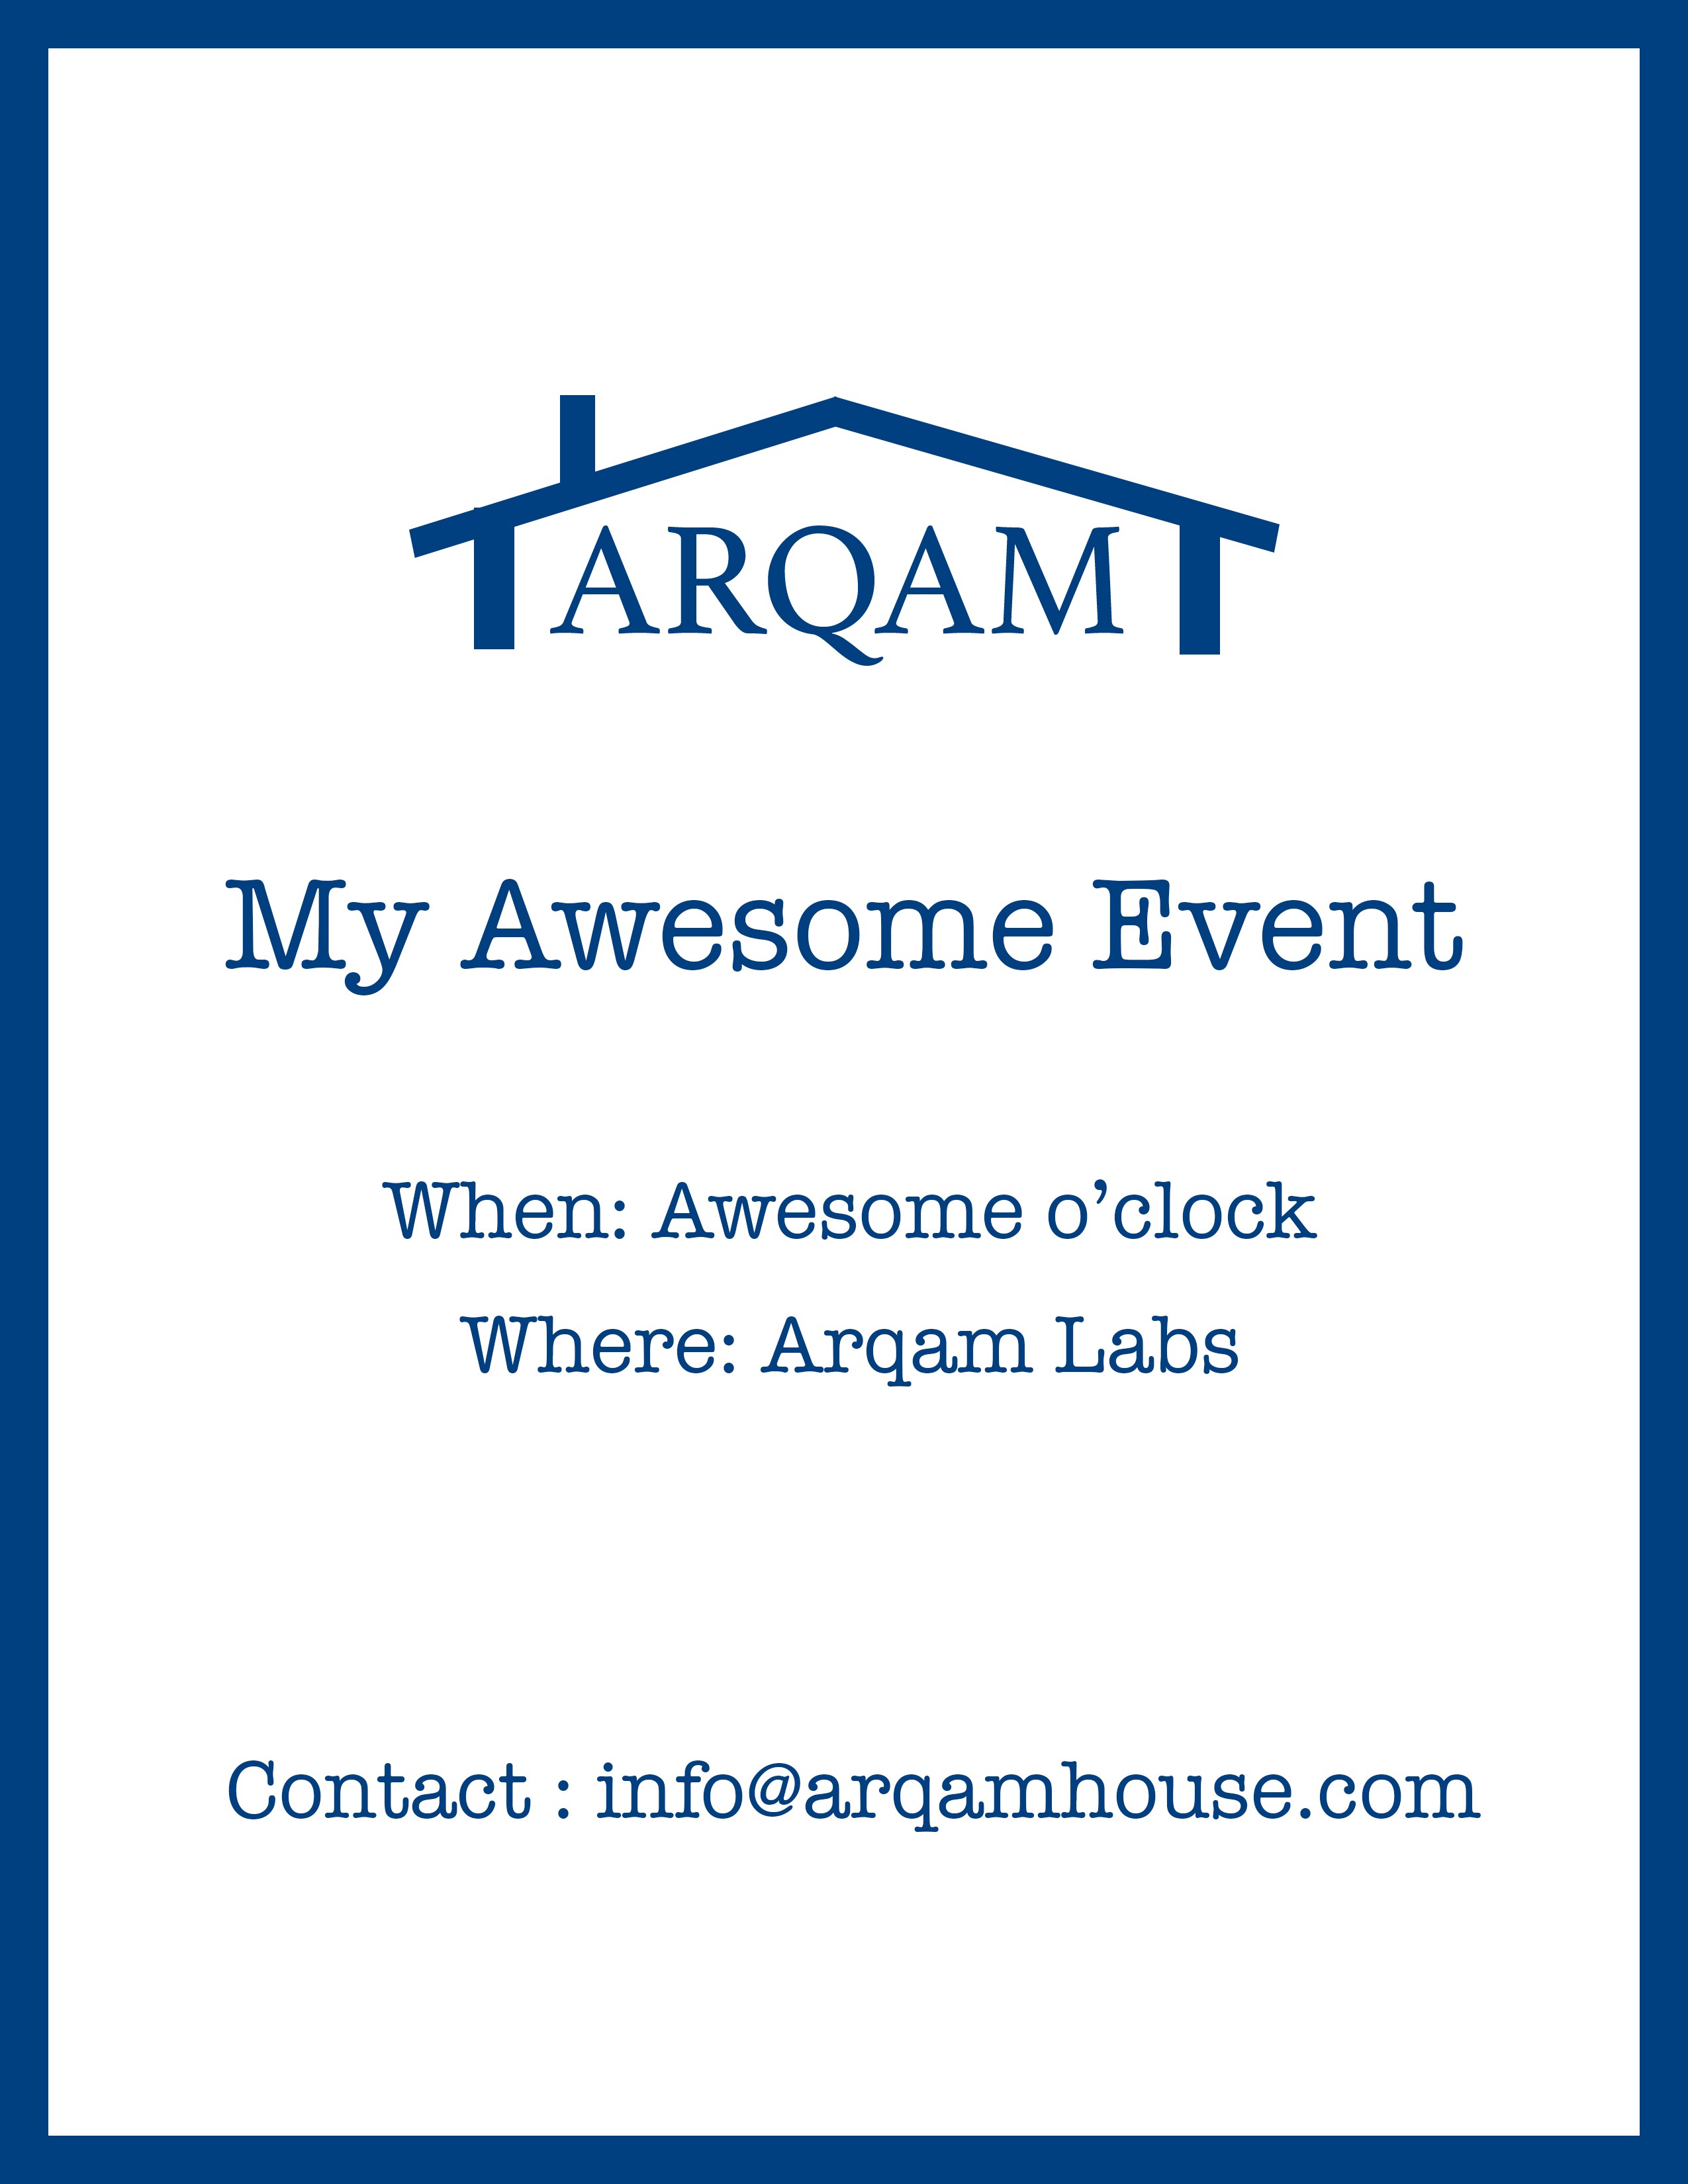 ARQAM
My Awesome Event
When: Awesome o’clock
Where: Arqam Labs
Contact : info@arqamhouse.com